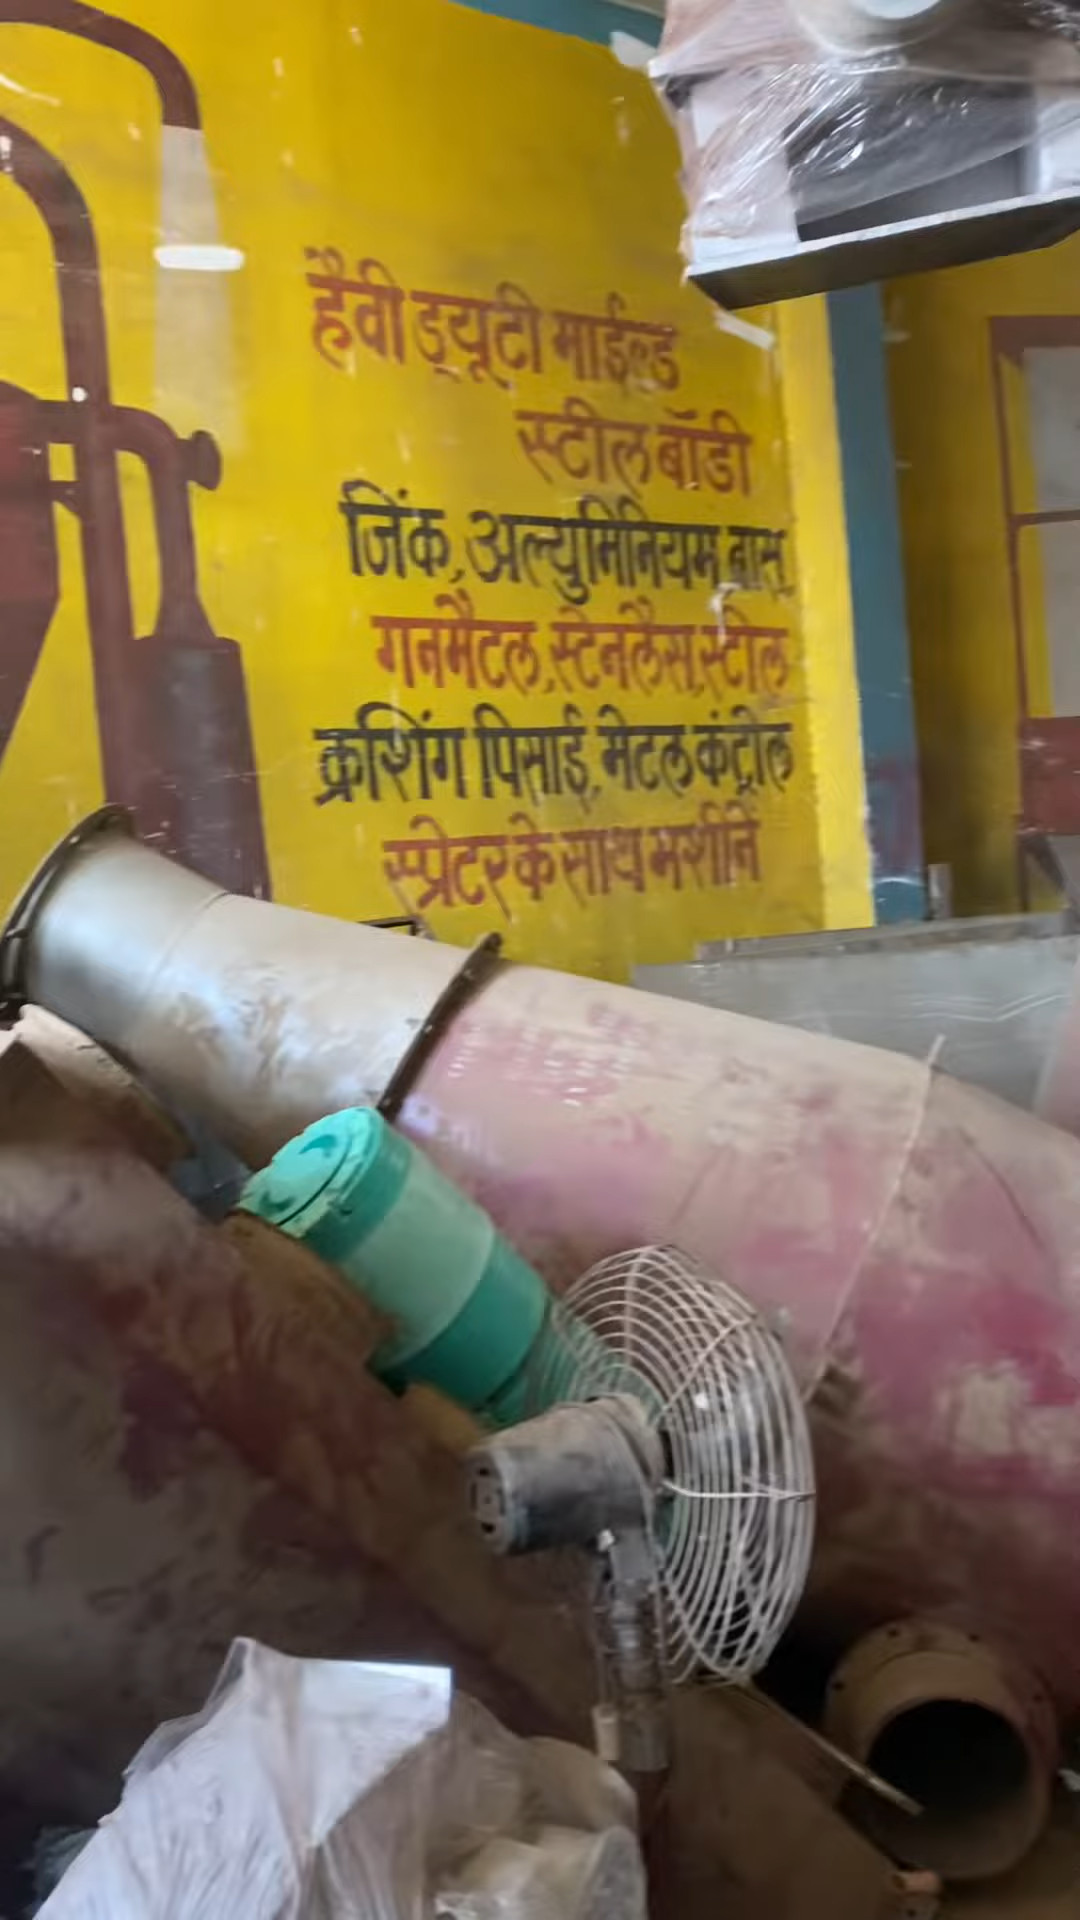 हैवी ड्यूटी माईल्ड
स्टील बॉडी
जिंक, अल्युमिनियम, ब्रास,
गनमैटल, स्टेनलैस, स्टील
क्रशिंग पिसाई, मेटल कंट्रोल
स्प्रेटर के साथ मशीनें